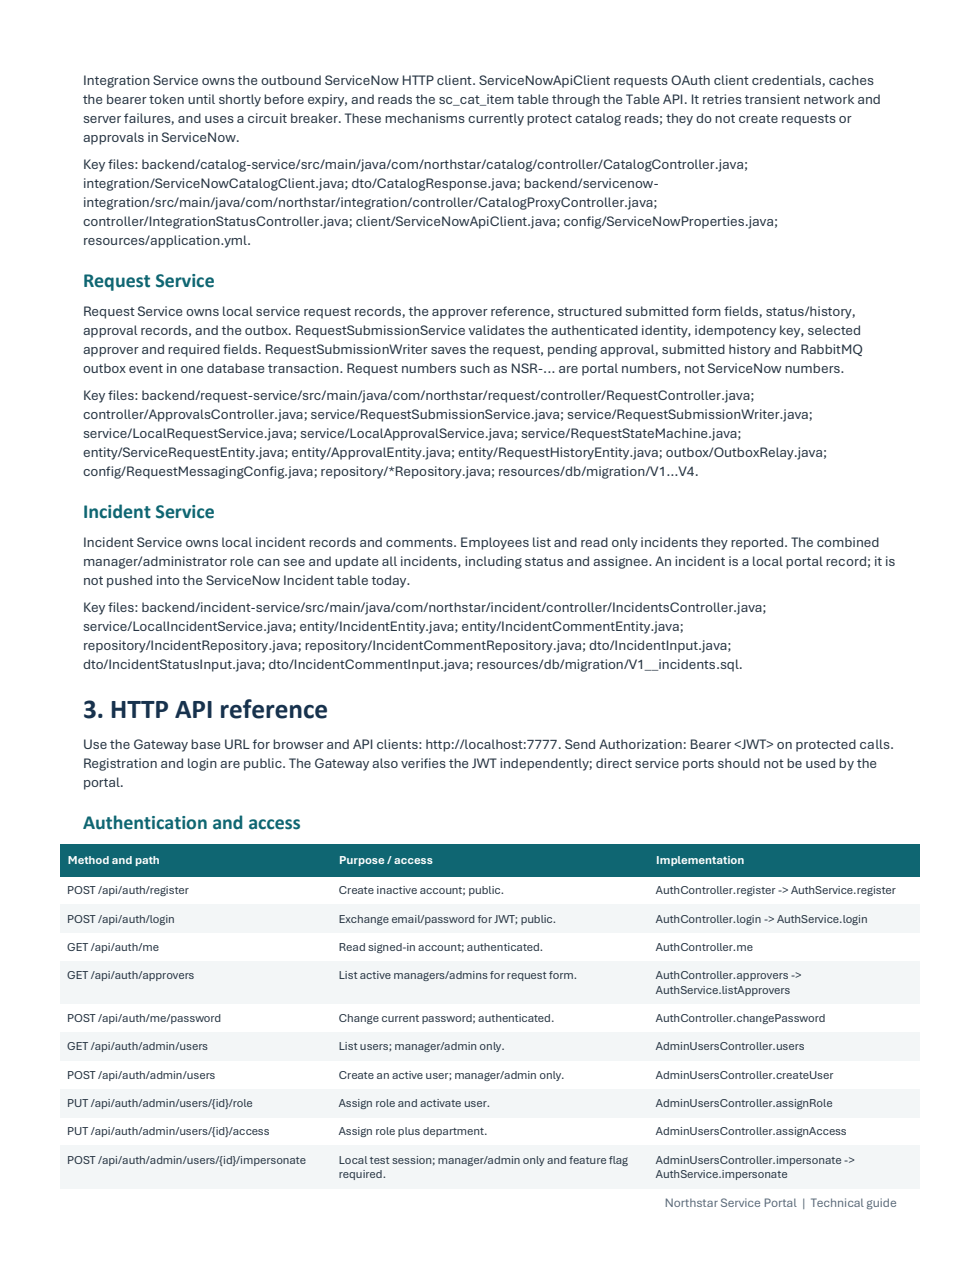 Integration Service owns the outbound ServiceNow HTTP client. ServiceNowApiClient requests OAuth client credentials, caches
the bearer token until shortly before expiry, and reads the sc_cat_item table through the Table API. It retries transient network and
server failures, and uses a circuit breaker. These mechanisms currently protect catalog reads; they do not create requests or
approvals in ServiceNow.
Key files: backend/catalog-service/src/main/java/com/northstar/catalog/controller/CatalogController.java;
integration/ServiceNowCatalogClient.java; dto/CatalogResponse.java; backend/servicenow-
integration/src/main/java/com/northstar/integration/controller/CatalogProxyController.java;
controller/IntegrationStatusController.java; client/ServiceNowApiClient.java; config/ServiceNowProperties.java;
resources/application.yml.
Request Service
Request Service owns local service request records, the approver reference, structured submitted form fields, status/history,
approval records, and the outbox. RequestSubmissionService validates the authenticated identity, idempotency key, selected
approver and required fields. RequestSubmissionWriter saves the request, pending approval, submitted history and RabbitMQ
outbox event in one database transaction. Request numbers such as NSR-... are portal numbers, not ServiceNow numbers.
Key files: backend/request-service/src/main/java/com/northstar/request/controller/RequestController.java;
controller/ApprovalsController.java; service/RequestSubmissionService.java; service/RequestSubmissionWriter.java;
service/LocalRequestService.java; service/LocalApprovalService.java; service/RequestStateMachine.java;
entity/ServiceRequestEntity.java; entity/ApprovalEntity.java; entity/RequestHistoryEntity.java; outbox/OutboxRelay.java;
config/RequestMessagingConfig.java; repository/*Repository.java; resources/db/migration/V1...V4.
Incident Service
Incident Service owns local incident records and comments. Employees list and read only incidents they reported. The combined
manager/administrator role can see and update all incidents, including status and assignee. An incident is a local portal record; it is
not pushed into the ServiceNow Incident table today.
Key files: backend/incident-service/src/main/java/com/northstar/incident/controller/IncidentsController.java;
service/LocalIncidentService.java; entity/IncidentEntity.java; entity/IncidentCommentEntity.java;
repository/IncidentRepository.java; repository/IncidentCommentRepository.java; dto/IncidentInput.java;
dto/IncidentStatusInput.java; dto/IncidentCommentInput.java; resources/db/migration/V1__incidents.sql.
3. HTTP API reference
Use the Gateway base URL for browser and API clients: http://localhost:7777. Send Authorization: Bearer <JWT> on protected calls.
Registration and login are public. The Gateway also verifies the JWT independently; direct service ports should not be used by the
portal.
Authentication and access
Method and path Purpose / access Implementation
POST /api/auth/register Create inactive account; public. AuthController.register -> AuthService.register
POST /api/auth/login Exchange email/password for JWT; public. AuthController.login -> AuthService.login
GET /api/auth/me Read signed-in account; authenticated. AuthController.me
GET /api/auth/approvers List active managers/admins for request form. AuthController.approvers ->
AuthService.listApprovers
POST /api/auth/me/password Change current password; authenticated. AuthController.changePassword
GET /api/auth/admin/users List users; manager/admin only. AdminUsersController.users
POST /api/auth/admin/users Create an active user; manager/admin only. AdminUsersController.createUser
PUT /api/auth/admin/users/{id}/role Assign role and activate user. AdminUsersController.assignRole
PUT /api/auth/admin/users/{id}/access Assign role plus department. AdminUsersController.assignAccess
POST /api/auth/admin/users/{id}/impersonate Local test session; manager/admin only and feature flag AdminUsersController.impersonate ->
required. AuthService.impersonate
Northstar Service Portal | Technical guide